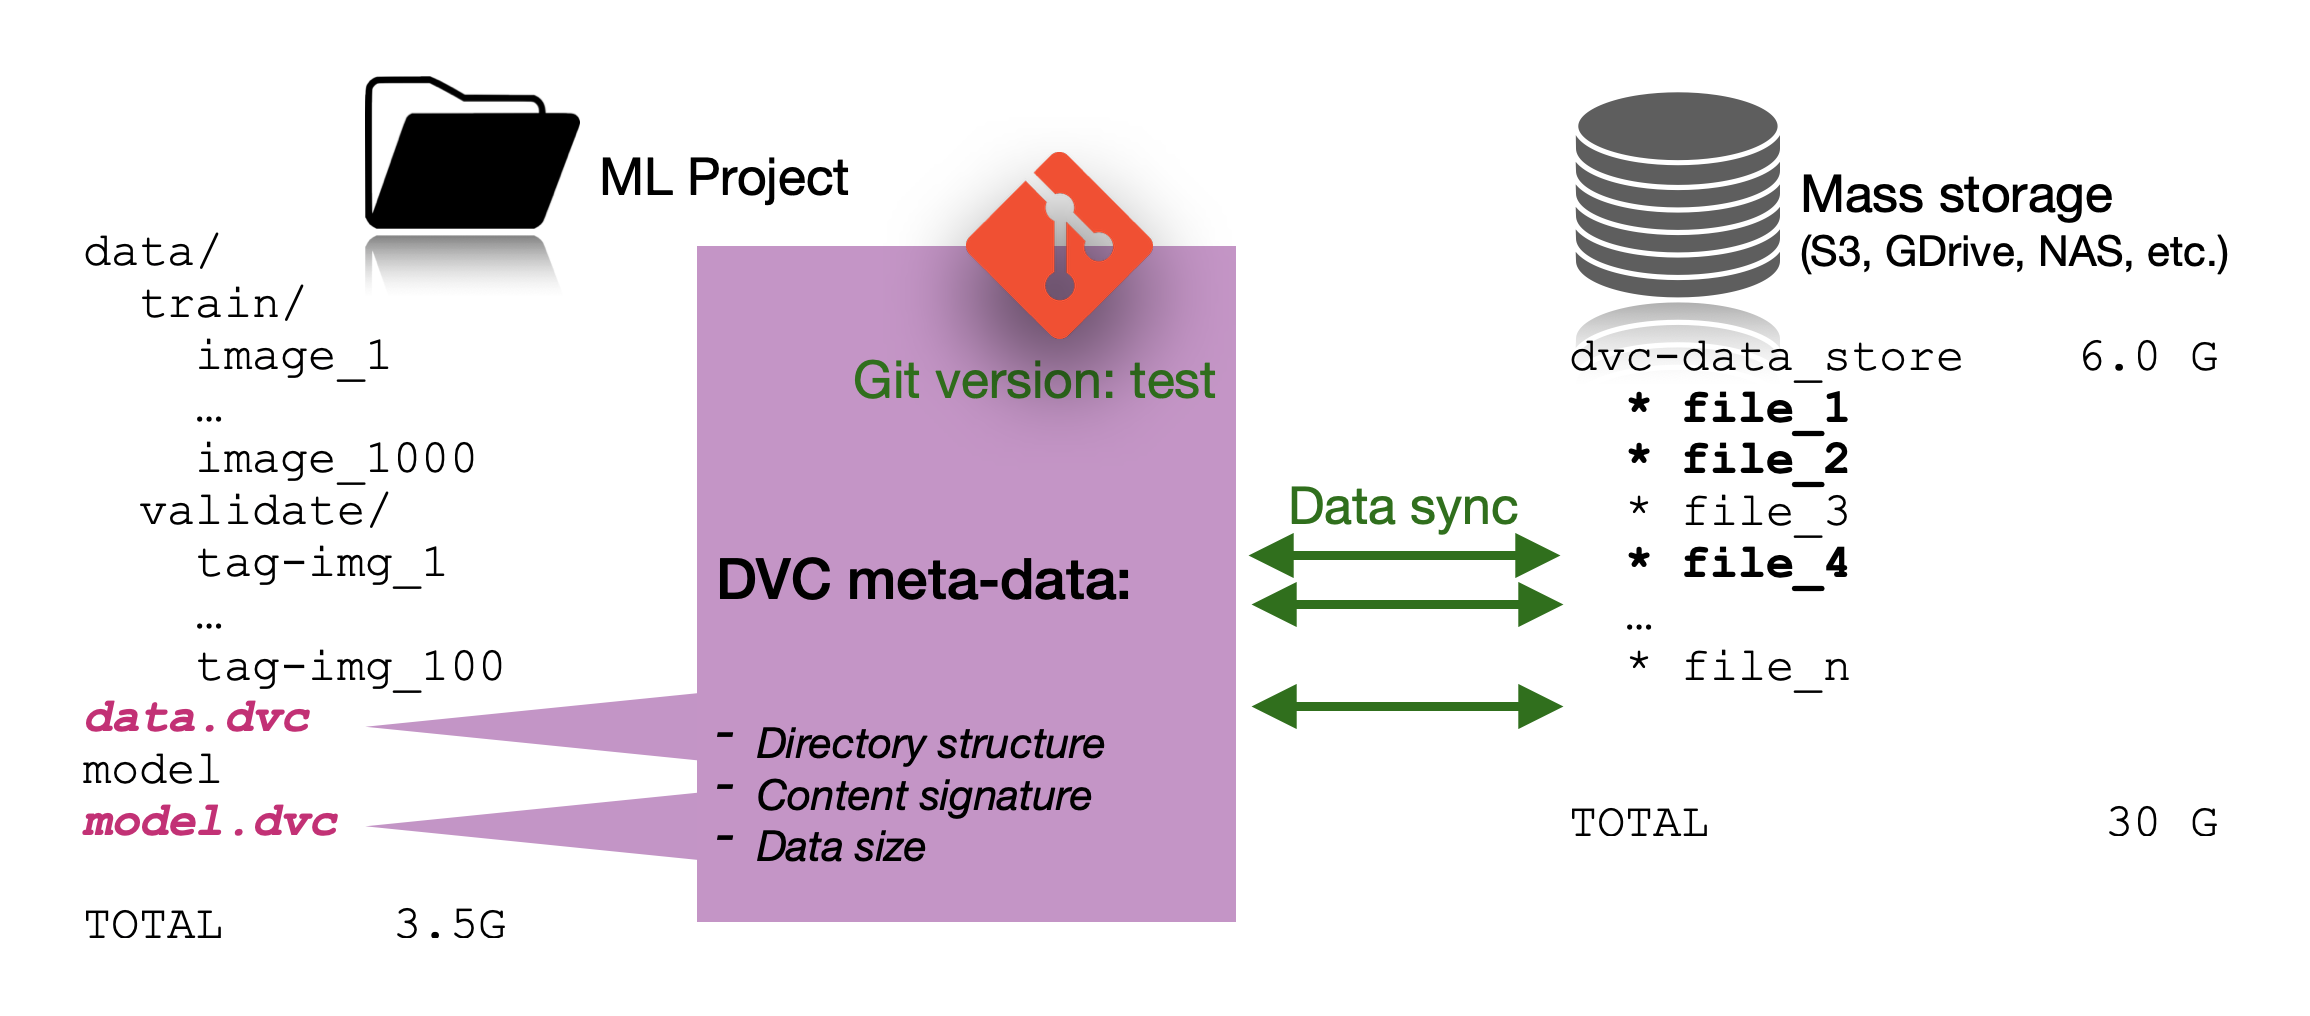 ML Project
data/
train/
image_1
…
image_1000
validate/
tag-img_1
…
tag-img_100
data.dvc
model
model.dvc
TOTAL 3.5G
Git version: test
DVC meta-data:
- Directory structure
- Content signature
- Data size
Data sync
Mass storage
(S3, GDrive, NAS, etc.)
dvc-data_store 6.0 G
* file_1
* file_2
* file_3
* file_4
…
* file_n
TOTAL 30 G